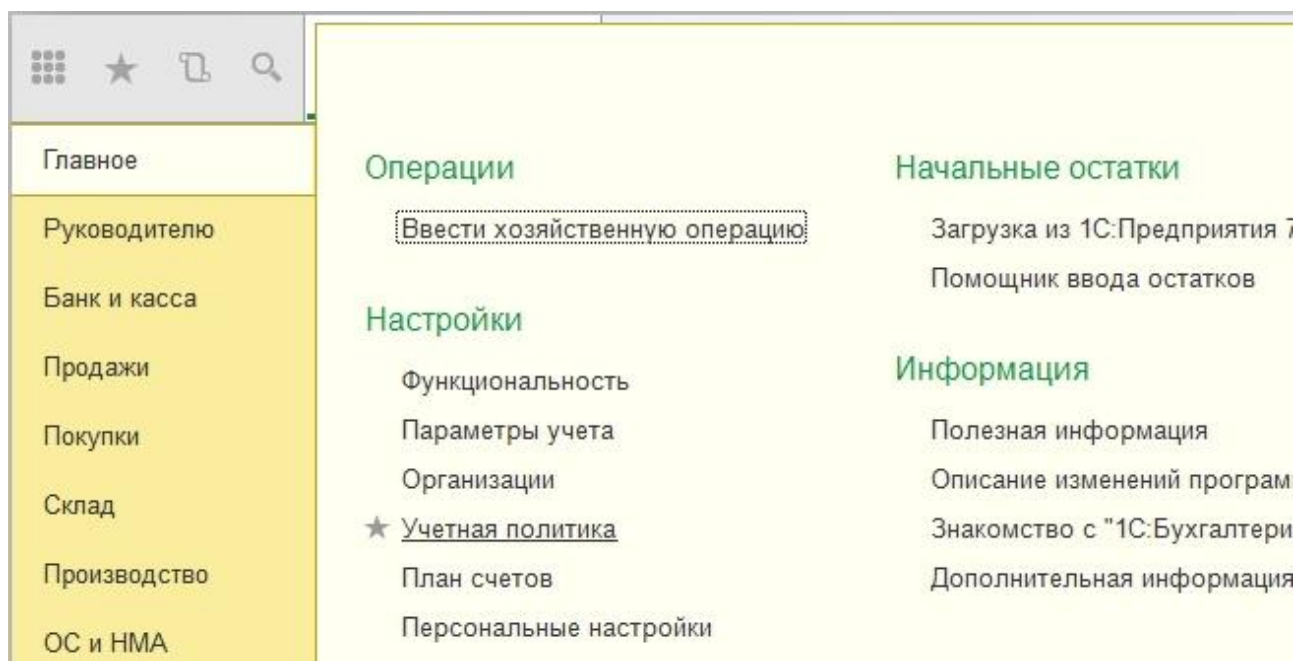 Главное
Руководителю
Банк и касса
Продажи
Покупки
Склад
Производство
ОС и НМА
Операции
Ввести хозяйственную операцию
Настройки
Функциональность
Параметры учета
Организации
Учетная политика
План счетов
Персональные настройки
Начальные остатки
Загрузка из 1С:Предприятия 7
Помощник ввода остатков
Информация
Полезная информация
Описание изменений програм
Знакомство с "1С:Бухгалтери
Дополнительная информация